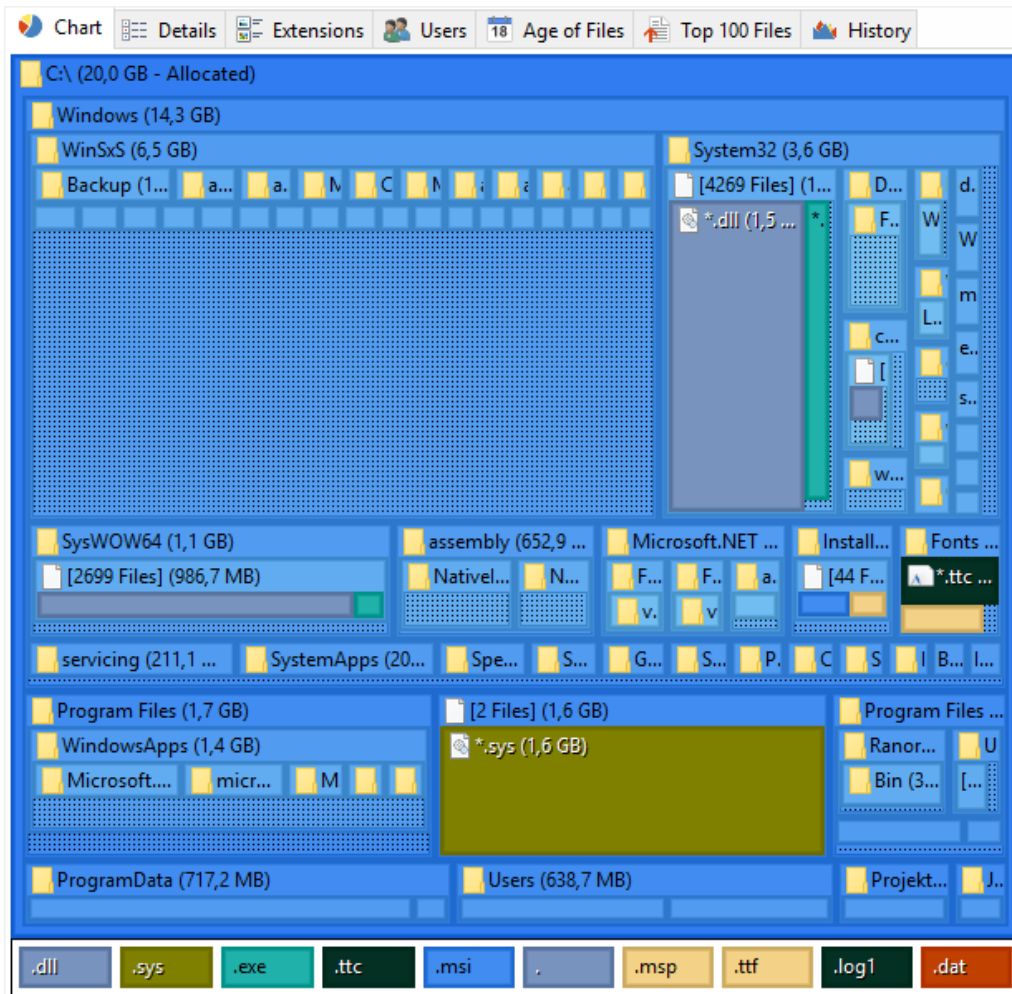 Chart Details Extensions Users 18 Age of Files Top 100 Files History
C:\ (20,0 GB - Allocated)
Windows (14,3 GB)
WinSxS (6,5 GB) System32 (3,6 GB)
Backup (1... a... a. M C M [4269 Files] (1... D... d.
*.dll (1,5 ... *. F.. W
W
m
L..
c... e..
[
s..
w...
SysWOW64 (1,1 GB) assembly (652,9 ... Microsoft.NET ... Install... Fonts ...
[2699 Files] (986,7 MB) NativeI... N... F... F.. a. [44 F... *.ttc ...
v. v
servicing (211,1 ... SystemApps (20... Spe... S... G... S... P. C S I B... I...
Program Files (1,7 GB) [2 Files] (1,6 GB) Program Files ...
WindowsApps (1,4 GB) *.sys (1,6 GB) Ranor... U
Microsoft.... micr... M Bin (3... [...
ProgramData (717,2 MB) Users (638,7 MB) Projekt... J..
.dll .sys .exe .ttc .msi . .msp .ttf .log1 .dat